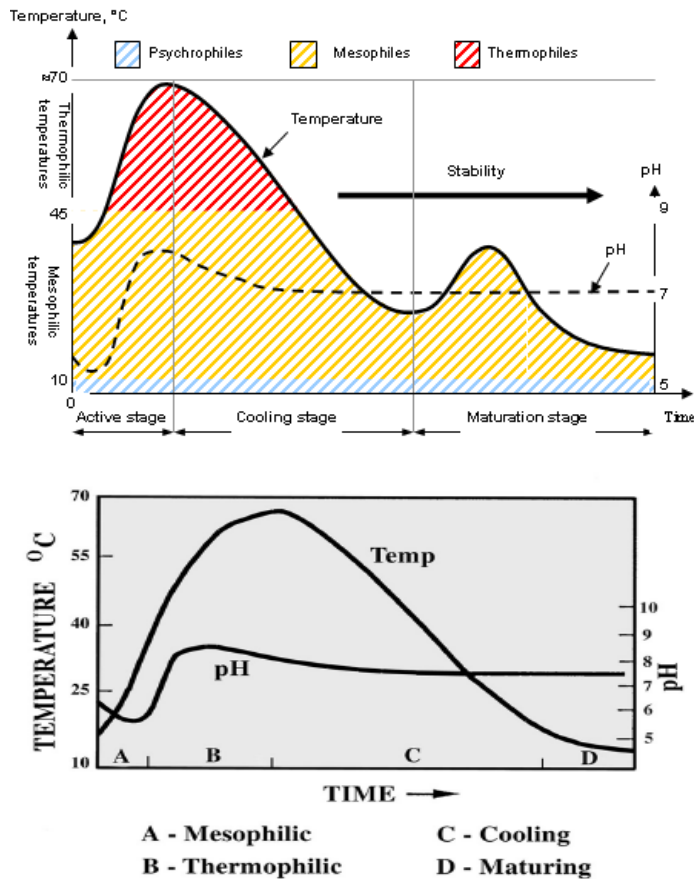 Temperature, °C
Psychrophiles Mesophiles Thermophiles
≈70
Thermophilic temperatures
Temperature
Stability
pH
45
9
Mesophilic temperatures
pH
7
10
5
0
Active stage Cooling stage Maturation stage Time
70
TEMPERATURE °C
Temp
55
10
40
9
pH
8
pH
25
7
6
5
10
A B C D
TIME
A - Mesophilic C - Cooling
B - Thermophilic D - Maturing